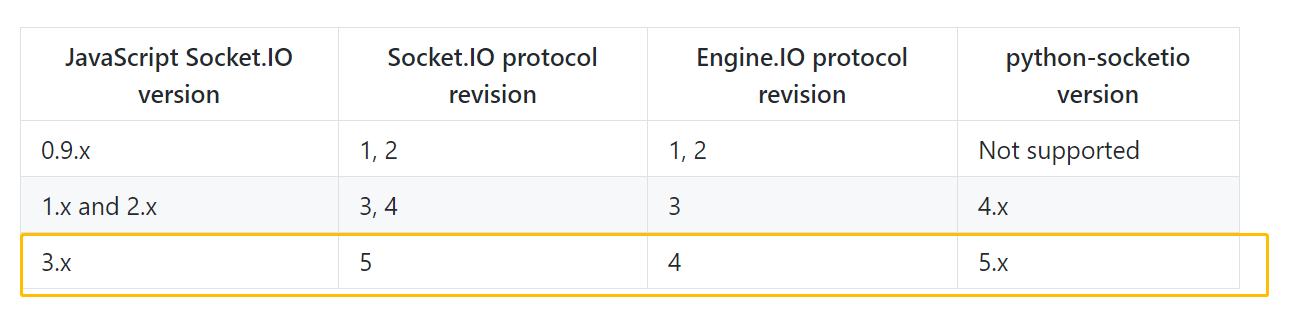 JavaScript Socket.IO version
Socket.IO protocol revision
Engine.IO protocol revision
python-socketio version
0.9.x
1, 2
1, 2
Not supported
1.x and 2.x
3, 4
3
4.x
3.x
5
4
5.x